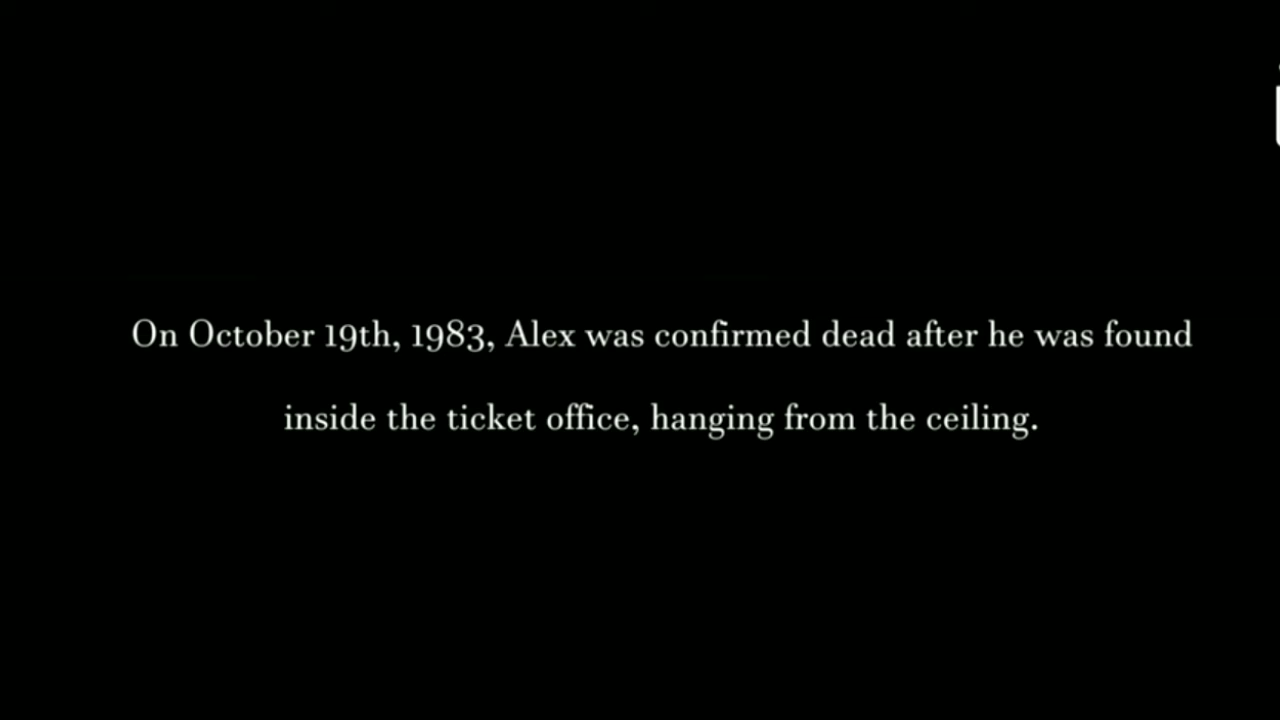 On October 19th, 1983, Alex was confirmed dead after he was found
inside the ticket office, hanging from the ceiling.